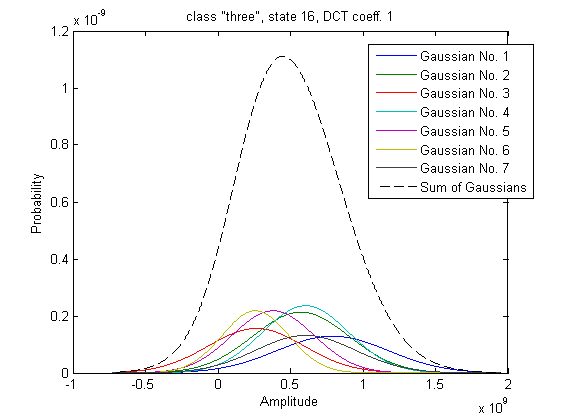 class "three", state 16, DCT coeff. 1
x 10^-9
1.2
1
0.8
0.6
0.4
0.2
0
Probability
Gaussian No. 1
Gaussian No. 2
Gaussian No. 3
Gaussian No. 4
Gaussian No. 5
Gaussian No. 6
Gaussian No. 7
Sum of Gaussians
-1 -0.5 0 0.5 1 1.5 2
Amplitude
x 10^9